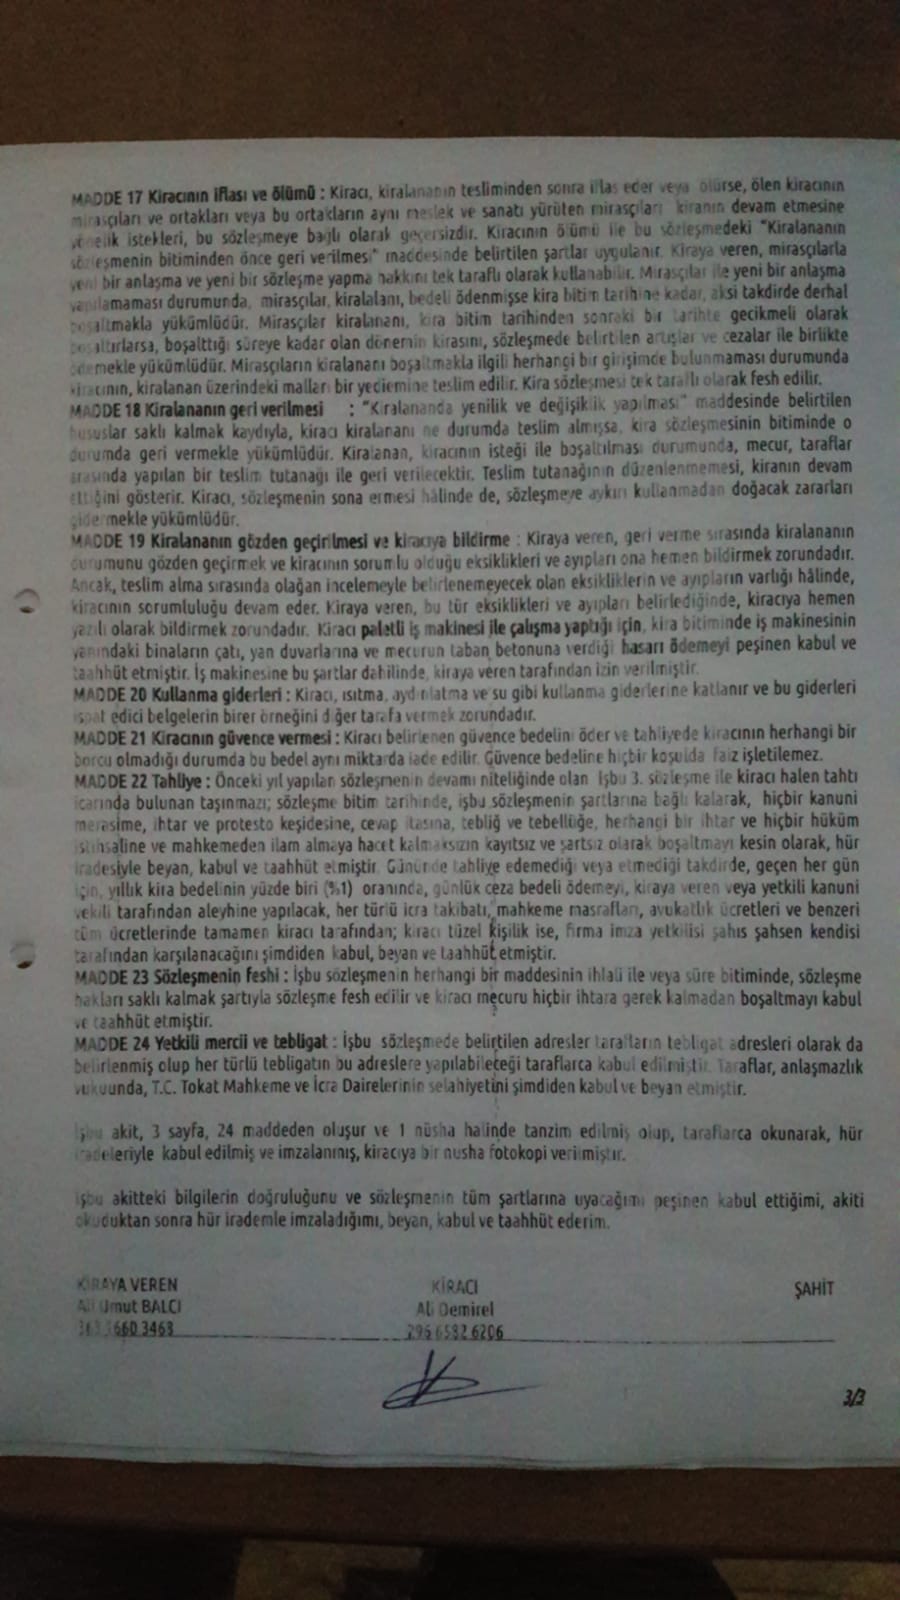 MADDE 17 Kiracının iflası ve ölümü : Kiracı, kiralananın tesliminden sonra iflas eder veya ölürse, ölen kiracının
mirasçıları ve ortakları veya bu ortakların aynı meslek ve sanatı yürüten mirasçıları kiranın devam etmesine
yönelik istekleri, bu sözleşmeye bağlı olarak geçersizdir. Kiracının ölümü ile bu sözleşmedeki “Kiralananın
sözleşmenin bitiminden önce geri verilmesi” maddesinde belirtilen şartlar uygulanır. Kiraya veren, mirasçılarla
yeni bir anlaşma ve yeni bir sözleşme yapma hakkını tek taraflı olarak kullanabilir. Mirasçılar ile yeni bir anlaşma
yapılamaması durumunda, mirasçılar, kiralalanı, bedeli ödenmişse kira bitim tarihine kadar, aksi takdirde derhal
boşaltmakla yükümlüdür. Mirasçılar kiralananı, kira bitim tarihinden sonraki bir tarihte gecikmeli olarak
boşaltırlarsa, boşalttığı süreye kadar olan dönemin kirasını, sözleşmede belirtilen artışlar ve cezalar ile birlikte
ödemekle yükümlüdür. Mirasçıların kiralananı boşaltmakla ilgili herhangi bir girişimde bulunmaması durumunda
kiracının, kiralanan üzerindeki malları bir yediemine teslim edilir. Kira sözleşmesi tek taraflı olarak fesh edilir.
MADDE 18 Kiralananın geri verilmesi : “Kiralananda yenilik ve değişiklik yapılması” maddesinde belirtilen
hususlar saklı kalmak kaydıyla, kiracı kiralananı ne durumda teslim almışsa, kira sözleşmesinin bitiminde o
durumda geri vermekle yükümlüdür. Kiralanan, kiracının isteği ile boşaltılması durumunda, mecur, taraflar
arasında yapılan bir teslim tutanağı ile geri verilecektir. Teslim tutanağının düzenlenmemesi, kiranın devam
ettiğini gösterir. Kiracı, sözleşmenin sona ermesi hâlinde de, sözleşmeye aykırı kullanmadan doğacak zararları
gidermekle yükümlüdür.
MADDE 19 Kiralananın gözden geçirilmesi ve kiracıya bildirme : Kiraya veren, geri verme sırasında kiralananın
durumunu gözden geçirmek ve kiracının sorumlu olduğu eksiklikleri ve ayıpları ona hemen bildirmek zorundadır.
Ancak, teslim alma sırasında olağan incelemeyle belirlenemeyecek olan eksikliklerin ve ayıpların varlığı hâlinde,
kiracının sorumluluğu devam eder. Kiraya veren, bu tür eksiklikleri ve ayıpları belirlediğinde, kiracıya hemen
yazılı olarak bildirmek zorundadır. Kiracı paletli iş makinesi ile çalışma yaptığı için, kira bitiminde iş makinesinin
yanındaki binaların çatı, yan duvarlarına ve mecurun taban betonuna verdiği hasarı ödemeyi peşinen kabul ve
taahhüt etmiştir. İş makinesine bu şartlar dahilinde, kiraya veren tarafından izin verilmiştir.
MADDE 20 Kullanma giderleri : Kiracı, ısıtma, aydınlatma ve su gibi kullanma giderlerine katlanır ve bu giderleri
ispat edici belgelerin birer örneğini diğer tarafa vermek zorundadır.
MADDE 21 Kiracının güvence vermesi : Kiracı belirlenen güvence bedelini öder ve tahliyede kiracının herhangi bir
borcu olmadığı durumda bu bedel aynı miktarda iade edilir. Güvence bedeline hiçbir koşulda faiz işletilemez.
MADDE 22 Tahliye : Önceki yıl yapılan sözleşmenin devamı niteliğinde olan İşbu 3. sözleşme ile kiracı halen tahtı
icarında bulunan taşınmazı; sözleşme bitim tarihinde, işbu sözleşmenin şartlarına bağlı kalarak, hiçbir kanuni
merasime, ihtar ve protesto keşidesine, cevap itasına, tebliğ ve tebellüğe, herhangi bir ihtar ve hiçbir hüküm
istihsaline ve mahkemeden ilam almaya hacet kalmaksızın kayıtsız ve şartsız olarak boşaltmayı kesin olarak, hür
iradesiyle beyan, kabul ve taahhüt etmiştir. Gününde tahliye edemediği veya etmediği takdirde, geçen her gün
için, yıllık kira bedelinin yüzde biri (%1) oranında, günlük ceza bedeli ödemeyi, kiraya veren veya yetkili kanuni
vekili tarafından aleyhine yapılacak, her türlü icra takibatı, mahkeme masrafları, avukatlık ücretleri ve benzeri
tüm ücretlerinde tamamen kiracı tarafından; kiracı tüzel kişilik ise, firma imza yetkilisi şahıs şahsen kendisi
tarafından karşılanacağını şimdiden kabul, beyan ve taahhüt etmiştir.
MADDE 23 Sözleşmenin feshi : İşbu sözleşmenin herhangi bir maddesinin ihlali ile veya süre bitiminde, sözleşme
hakları saklı kalmak şartıyla sözleşme fesh edilir ve kiracı mecuru hiçbir ihtara gerek kalmadan boşaltmayı kabul
ve taahhüt etmiştir.
MADDE 24 Yetkili mercii ve tebligat : İşbu sözleşmede belirtilen adresler tarafların tebligat adresleri olarak da
belirlenmiş olup her türlü tebligatın bu adreslere yapılabileceği taraflarca kabul edilmiştir. Taraflar, anlaşmazlık
vukuunda, T.C. Tokat Mahkeme ve İcra Dairelerinin selahiyetini şimdiden kabul ve beyan etmiştir.
İşbu akit, 3 sayfa, 24 maddeden oluşur ve 1 nüsha halinde tanzim edilmiş olup, taraflarca okunarak, hür
iradeleriyle kabul edilmiş ve imzalanmış, kiracıya bir nusha fotokopi verilmiştir.
İşbu akitteki bilgilerin doğruluğunu ve sözleşmenin tüm şartlarına uyacağımı peşinen kabul ettiğimi, akiti
okuduktan sonra hür irademle imzaladığımı, beyan, kabul ve taahhüt ederim.
KİRAYA VEREN KİRACI ŞAHİT
Ali Umut BALCI Ali Demirel
3660 3463 296 6582 6206
3/3